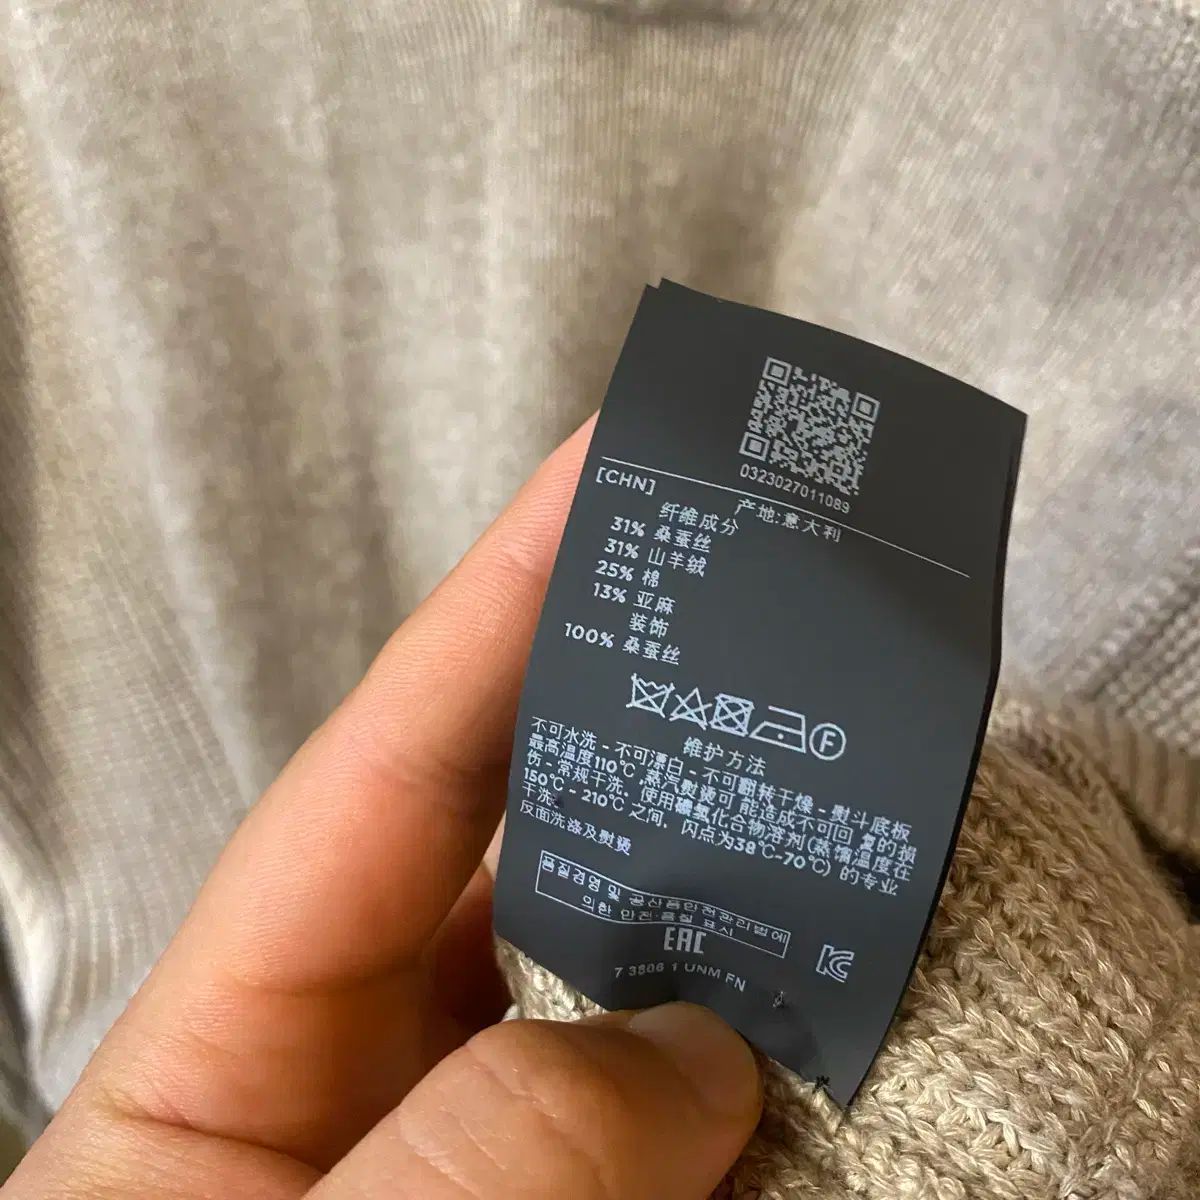 0323027011089
[CHN]
产地:意大利
纤维成分
31% 桑蚕丝
31% 山羊绒
25% 棉
13% 亚麻
装饰
100% 桑蚕丝
F
维护方法
不可水洗 - 不可漂白 - 不可翻转干燥 - 熨斗底板
最高温度110℃,蒸汽熨烫可能造成不可回复的损
伤 - 常规干洗。使用碳氢化合物溶剂(蒸馏温度在
150℃ - 210℃ 之间，闪点为38℃-70℃) 的专业
干洗。
反面洗涤及熨烫
품질경영 및 공산품안전관리법에
의한 안전·품질 표시
EAC
7 3806 1 UNM FN